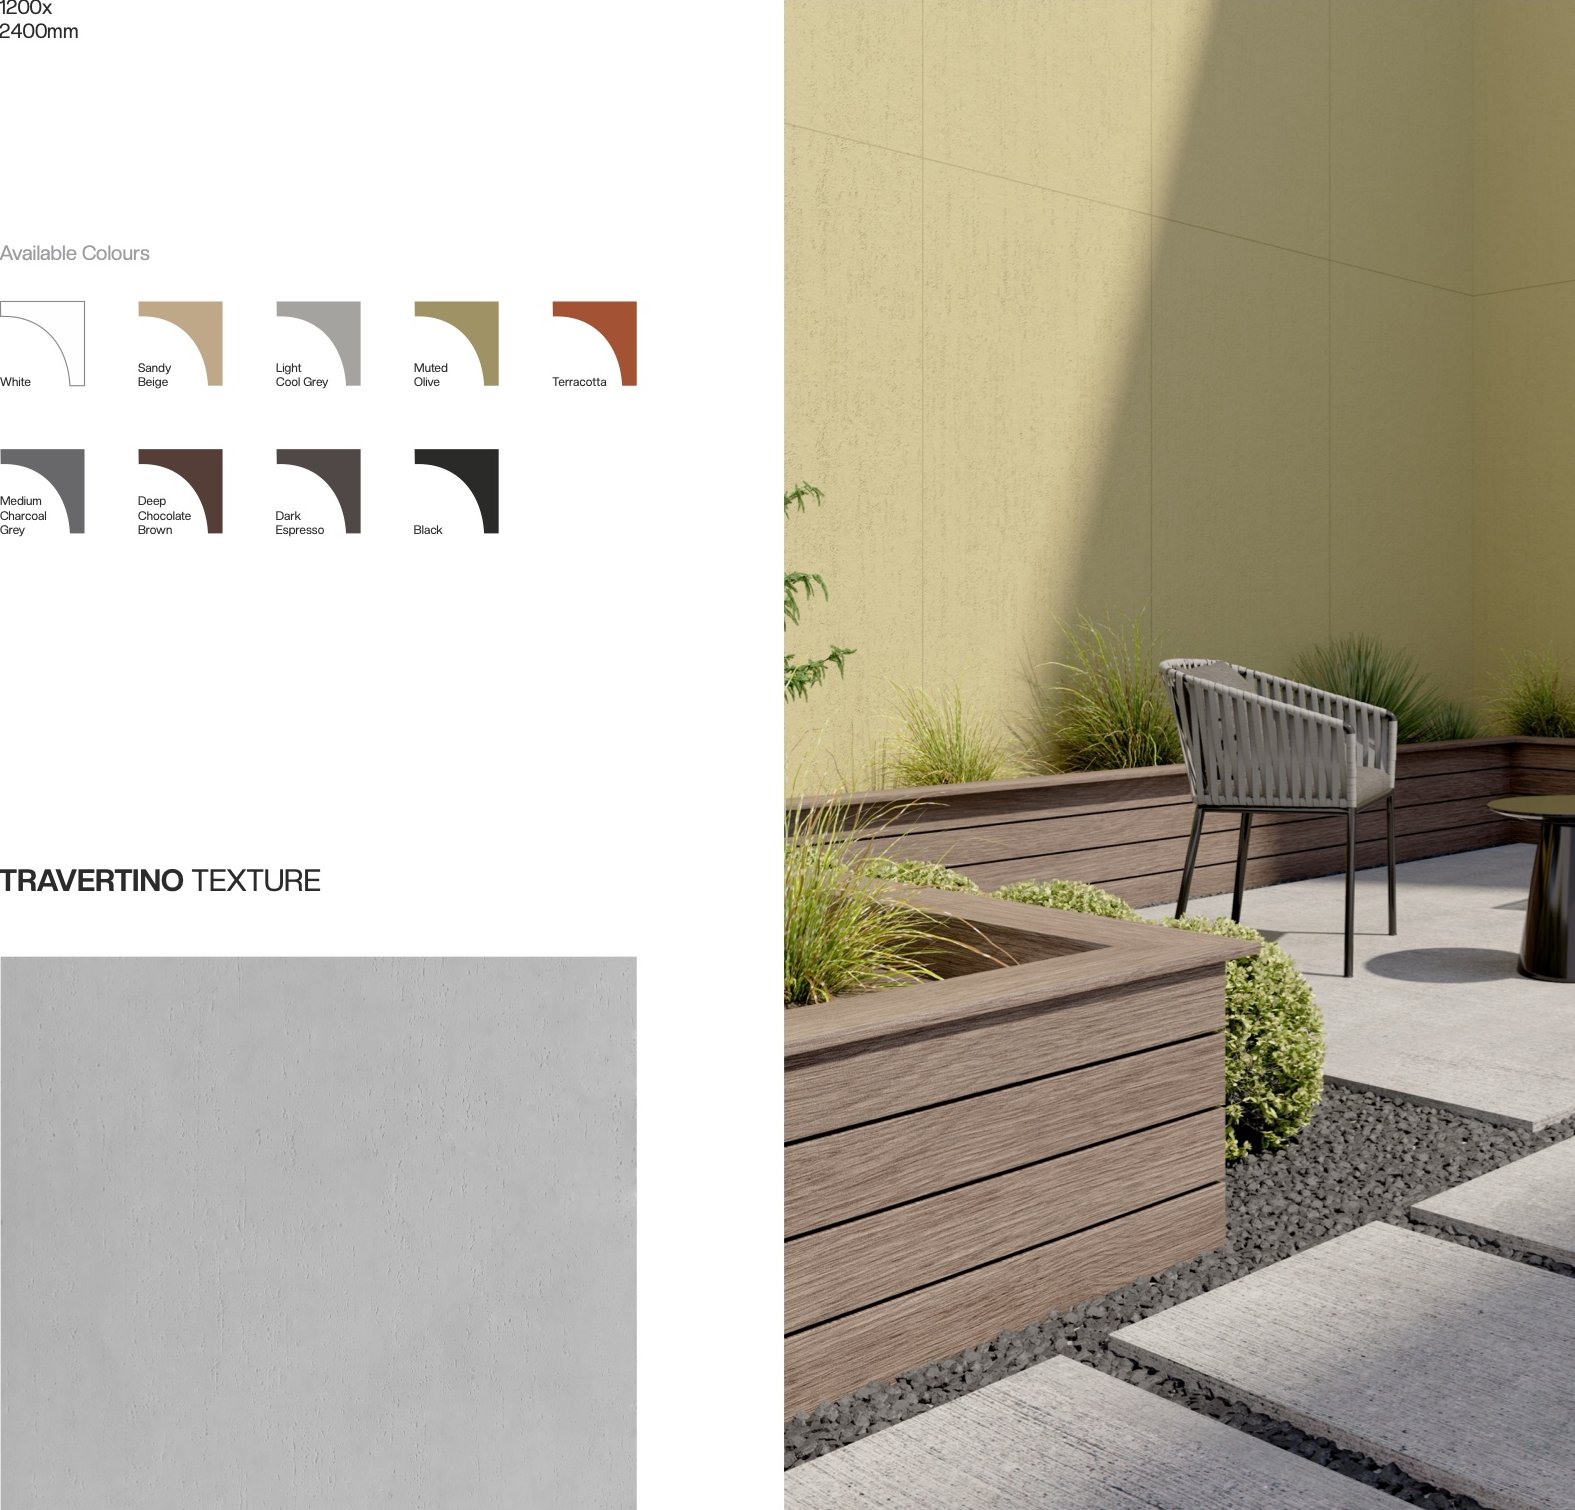 1200x
2400mm
Available Colours
White
Sandy
Beige
Light
Cool Grey
Muted
Olive
Terracotta
Medium
Charcoal
Grey
Deep
Chocolate
Brown
Dark
Espresso
Black
TRAVERTINO TEXTURE